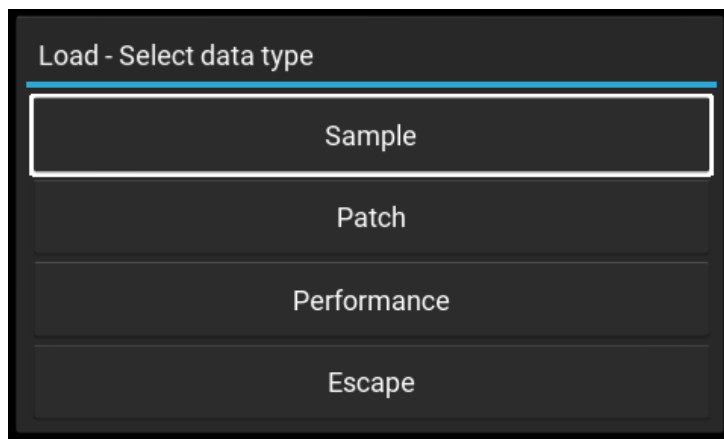 Load - Select data type
Sample
Patch
Performance
Escape